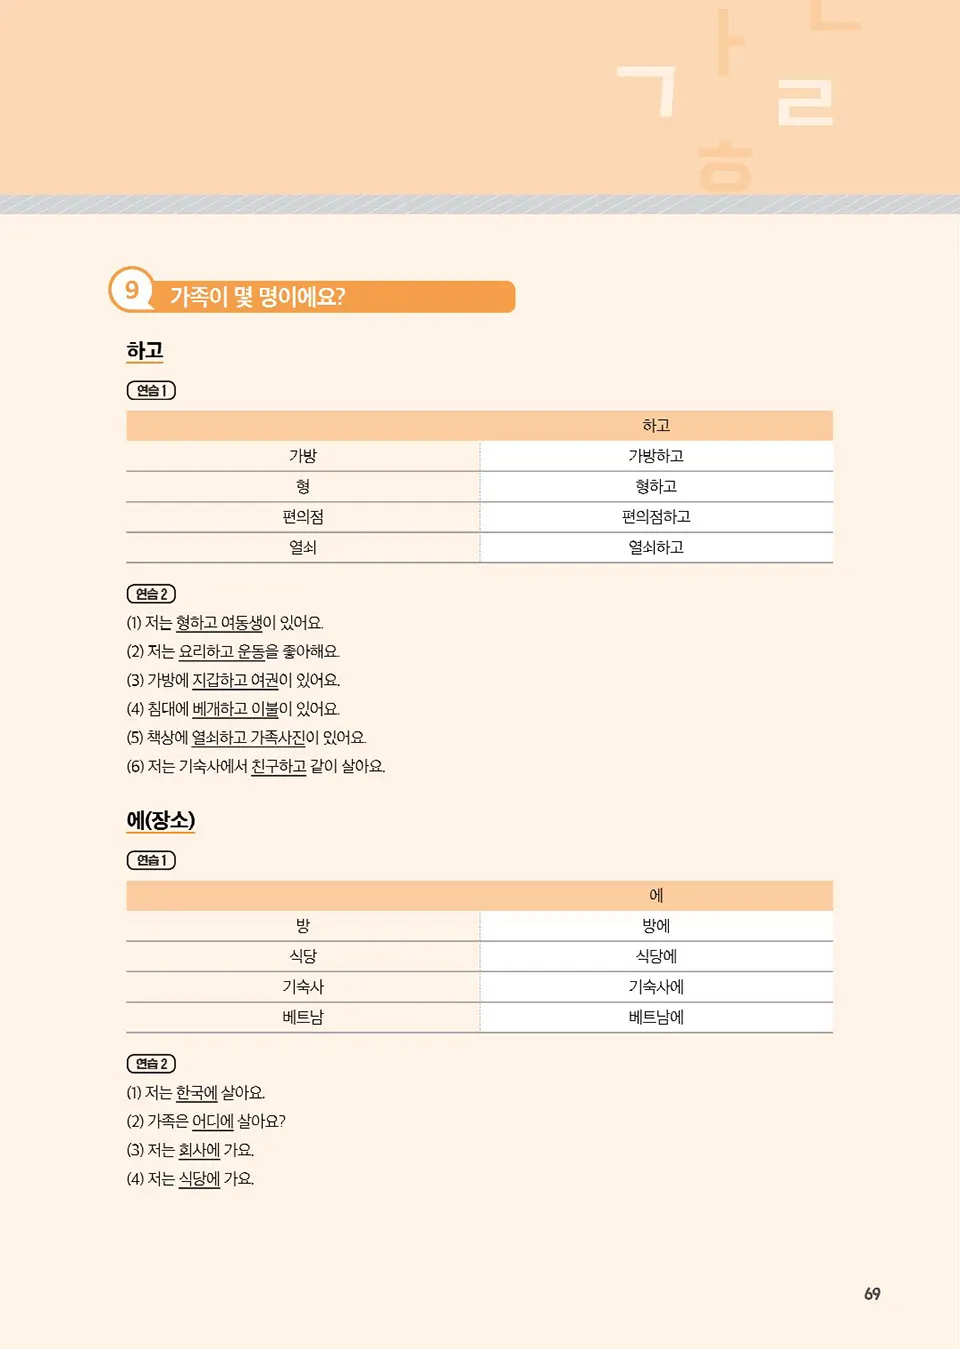 ㄱ ㅏ ㄴ ㄹ ㅎ
9 가족이 몇 명이에요?
하고
연습 1
하고
가방 가방하고
형 형하고
편의점 편의점하고
열쇠 열쇠하고
연습 2
(1) 저는 형하고 여동생이 있어요.
(2) 저는 요리하고 운동을 좋아해요.
(3) 가방에 지갑하고 여권이 있어요.
(4) 침대에 베개하고 이불이 있어요.
(5) 책상에 열쇠하고 가족사진이 있어요.
(6) 저는 기숙사에서 친구하고 같이 살아요.
에(장소)
연습 1
에
방 방에
식당 식당에
기숙사 기숙사에
베트남 베트남에
연습 2
(1) 저는 한국에 살아요.
(2) 가족은 어디에 살아요?
(3) 저는 회사에 가요.
(4) 저는 식당에 가요.
69